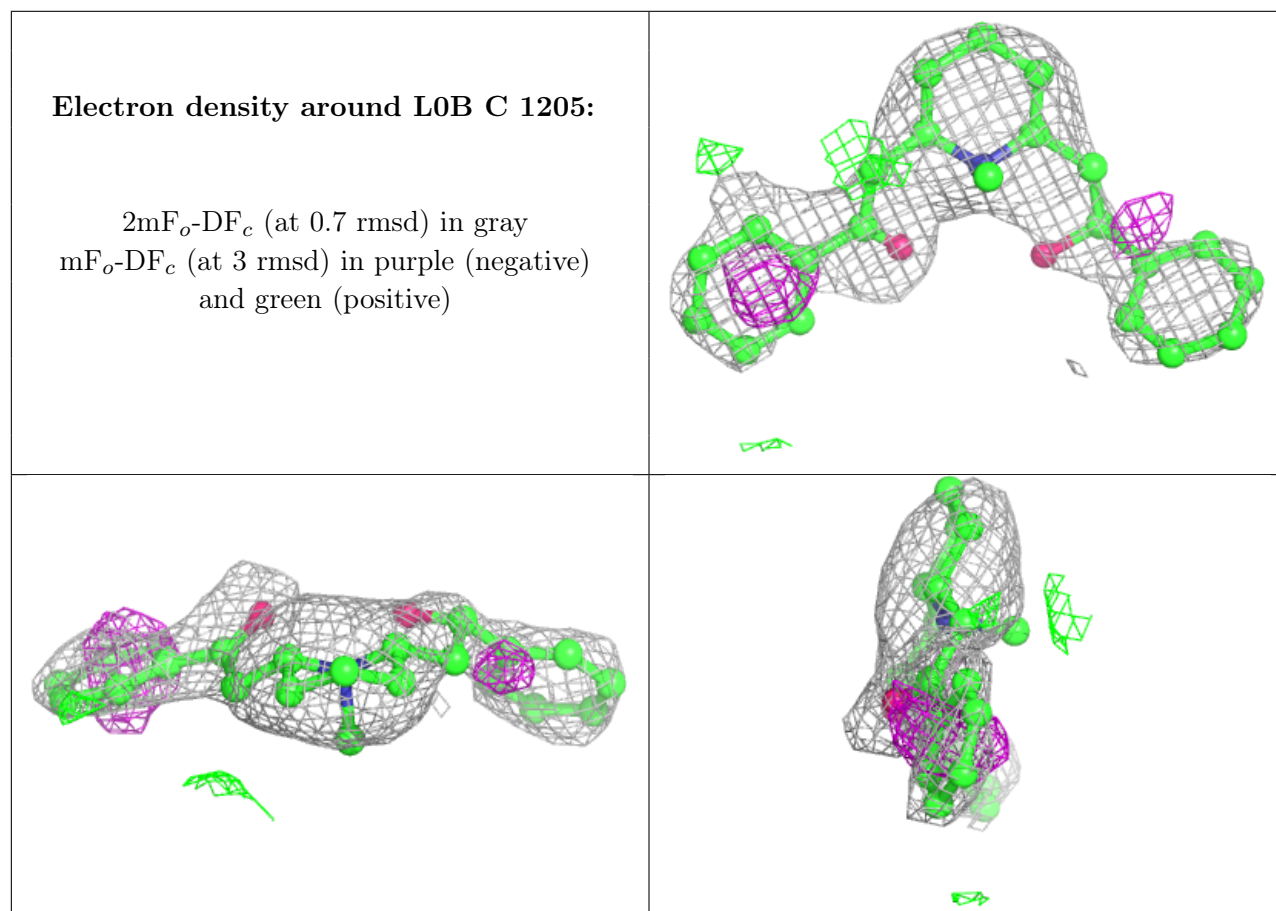 Electron density around L0B C 1205:
2mFo-DFc (at 0.7 rmsd) in gray
mFo-DFc (at 3 rmsd) in purple (negative)
and green (positive)